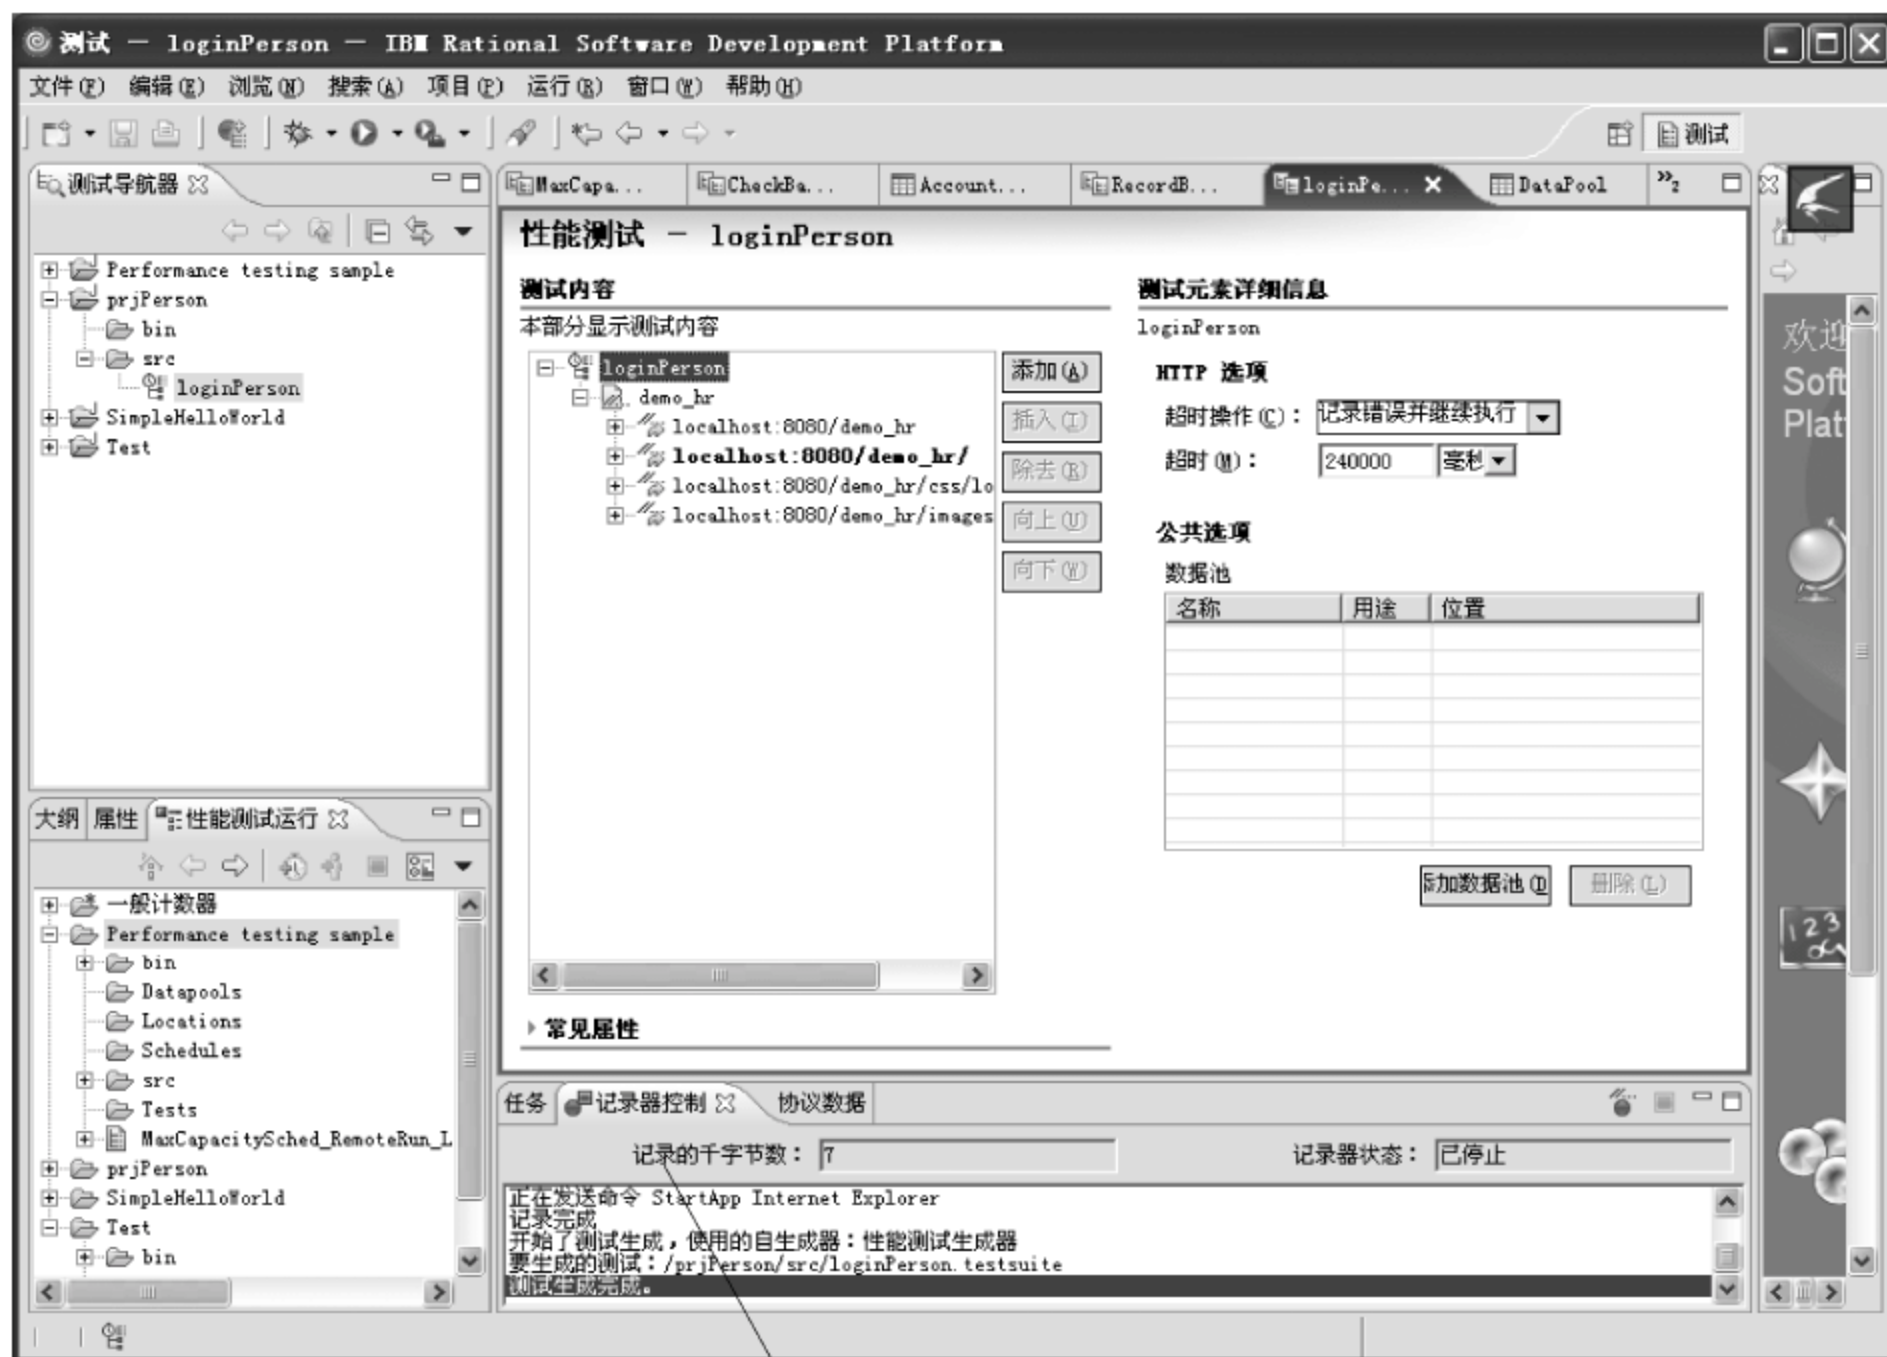 测试 － loginPerson － IBM Rational Software Development Platform
文件(F) 编辑(E) 浏览(N) 搜索(A) 项目(P) 运行(R) 窗口(W) 帮助(H)
测试
测试导航器
Performance testing sample
prjPerson
bin
src
loginPerson
SimpleHelloWorld
Test
大纲 属性 性能测试运行
一般计数器
Performance testing sample
bin
Datapools
Locations
Schedules
src
Tests
MaxCapacitySched_RemoteRun_L
prjPerson
SimpleHelloWorld
Test
bin
MaxCapa... CheckBa... Account... RecordB... loginPe... DataPool »2
性能测试 － loginPerson
测试内容
本部分显示测试内容
loginPerson
demo_hr
localhost:8080/demo_hr
localhost:8080/demo_hr/
localhost:8080/demo_hr/css/lo
localhost:8080/demo_hr/images
添加(A)
插入(I)
除去(R)
向上(U)
向下(W)
常见属性
测试元素详细信息
loginPerson
HTTP 选项
超时操作(C)： 记录错误并继续执行
超时(M)： 240000 毫秒
公共选项
数据池
名称 用途 位置
加数据池(D 删除(L)
任务 记录器控制 协议数据
记录的千字节数： 7 记录器状态： 已停止
正在发送命令 StartApp Internet Explorer
记录完成
开始了测试生成，使用的自生成器：性能测试生成器
要生成的测试：/prjPerson/src/loginPerson.testsuite
测试生成完成。
欢迎
Soft
Plat
123